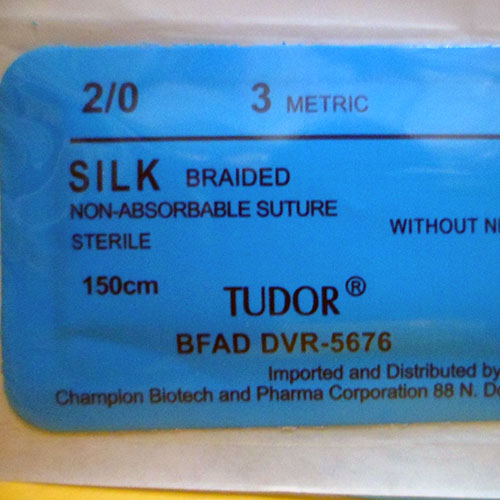 2/0 3 METRIC
SILK BRAIDED
NON-ABSORBABLE SUTURE
WITHOUT
STERILE
150cm
TUDOR®
BFAD DVR-5676
Imported and Distributed by
Champion Biotech and Pharma Corporation 88 N.